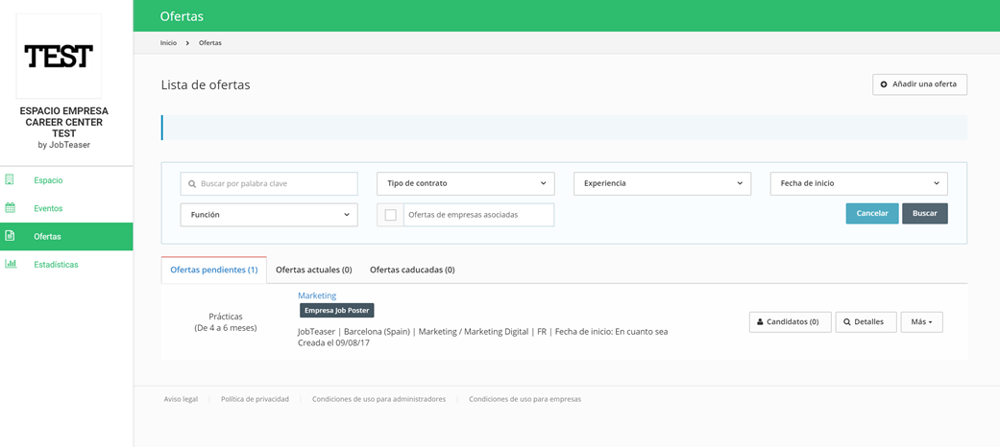 TEST
ESPACIO EMPRESA
CAREER CENTER
TEST
by JobTeaser
Espacio
Eventos
Ofertas
Estadísticas
Ofertas
Inicio > Ofertas
Lista de ofertas
Añadir una oferta
Buscar por palabra clave
Tipo de contrato
Experiencia
Fecha de inicio
Función
Ofertas de empresas asociadas
Cancelar
Buscar
Ofertas pendientes (1)
Ofertas actuales (0)
Ofertas caducadas (0)
Prácticas
(De 4 a 6 meses)
Marketing
Empresa Job Poster
JobTeaser | Barcelona (Spain) | Marketing / Marketing Digital | FR | Fecha de inicio: En cuanto sea
Creada el 09/08/17
Candidatos (0)
Detalles
Más
Aviso legal
Política de privacidad
Condiciones de uso para administradores
Condiciones de uso para empresas